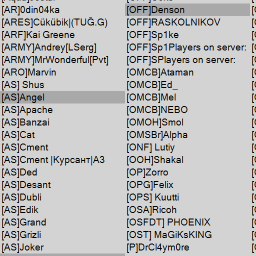 [AR]0din04ka
[ARES]Cükübik|(TUĞ.G)
[ARF]Kai Greene
[ARMY]Andrey[LSerg]
[ARMY]MrWonderful[Pvt]
[ARO]Marvin
[AS] Shus
[AS]Angel
[AS]Apache
[AS]Banzai
[AS]Cat
[AS]Cment
[AS]Cment |Курсант|А3
[AS]Ded
[AS]Desant
[AS]Dubli
[AS]Edik
[AS]Grand
[AS]Grizli
[AS]Joker
[OFF]Denson
[OFF]RASKOLNIKOV
[OFF]Sp1ke
[OFF]Sp1Players on server:
[OFF]SpPlayers on server:
[OMCB]Ataman
[OMCB]Ed_
[OMCB]Mel
[OMCB]NEBO
[OMOH]Smol
[OMSBr]Alpha
[ONF] Lutiy
[OOH]Shakal
[OP]Zorro
[OPG]Felix
[OPS] Kuutti
[OSA]Ricoh
[OSFDT] PHOENIX
[OST] MaGiKsKING
[P]DrCl4ym0re